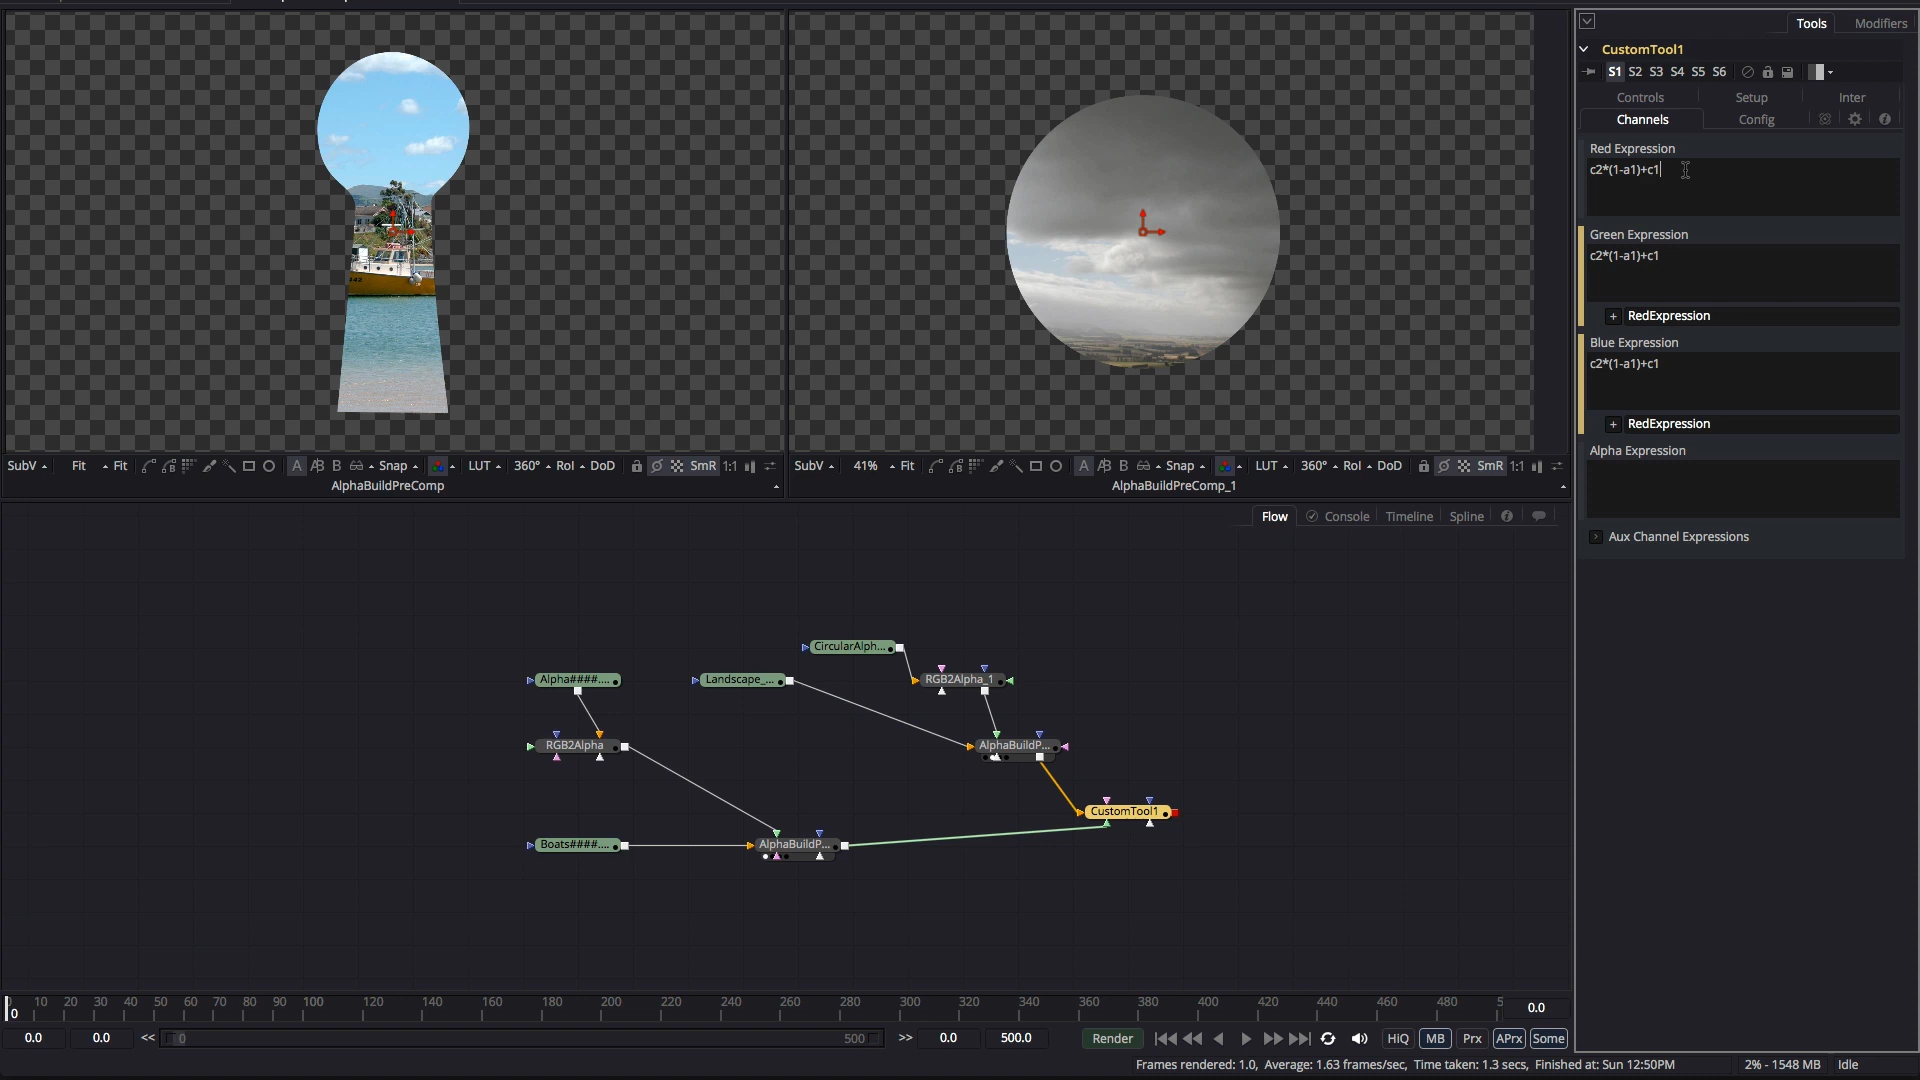 Tools Modifiers
CustomTool1
S1 S2 S3 S4 S5 S6
Controls Setup Inter
Channels Config
Red Expression
c2*(1-a1)+c1
Green Expression
c2*(1-a1)+c1
+ RedExpression
Blue Expression
c2*(1-a1)+c1
+ RedExpression
Alpha Expression
Aux Channel Expressions
SubV Fit Fit A B Snap LUT 360° RoI DoD SmR 1:1
AlphaBuildPreComp
SubV 41% Fit A B Snap LUT 360° RoI DoD SmR 1:1
AlphaBuildPreComp_1
Flow Console Timeline Spline
CircularAlph...
Alpha####....
Landscape_...
RGB2Alpha_1
RGB2Alpha
AlphaBuildP...
CustomTool1
Boats####....
AlphaBuildP...
0 10 20 30 40 50 60 70 80 90 100 120 140 160 180 200 220 240 260 280 300 320 340 360 380 400 420 440 460 480 5 0.0
0.0 0.0 << 0 500 >> 0.0 500.0 Render HiQ MB Prx APrx Some
Frames rendered: 1.0, Average: 1.63 frames/sec, Time taken: 1.3 secs, Finished at: Sun 12:50PM 2% - 1548 MB Idle